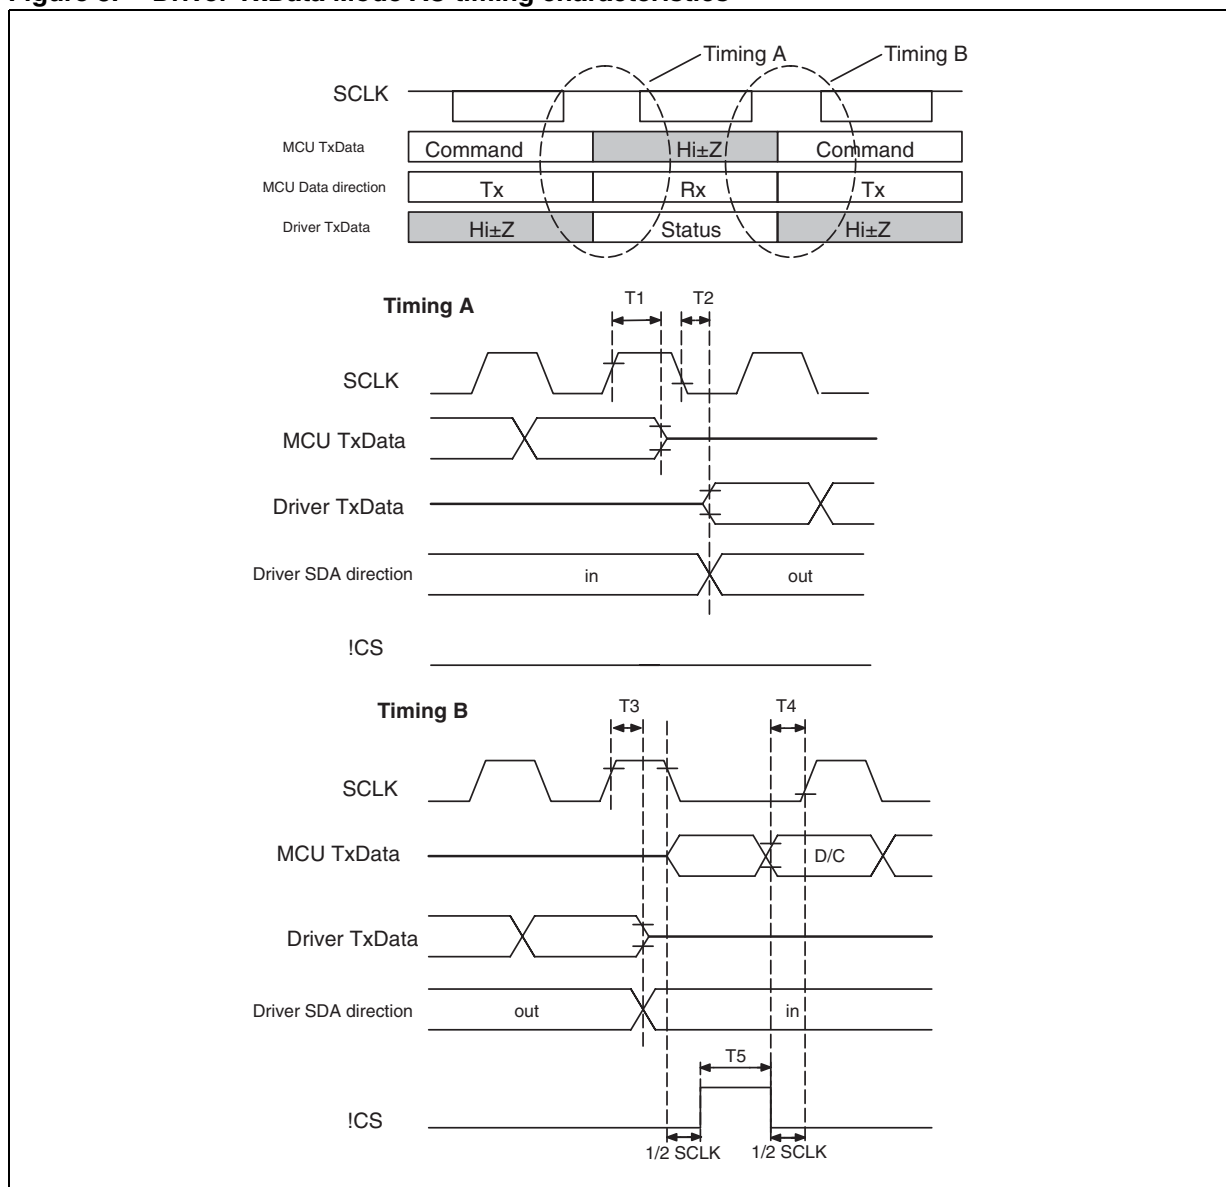 Timing A
Timing B
SCLK
MCU TxData
Command
Hi±Z
Command
MCU Data direction
Tx
Rx
Tx
Driver TxData
Hi±Z
Status
Hi±Z
Timing A
T1
T2
SCLK
MCU TxData
Driver TxData
Driver SDA direction
in
out
!CS
Timing B
T3
T4
SCLK
MCU TxData
D/C
Driver TxData
Driver SDA direction
out
in
T5
!CS
1/2 SCLK
1/2 SCLK